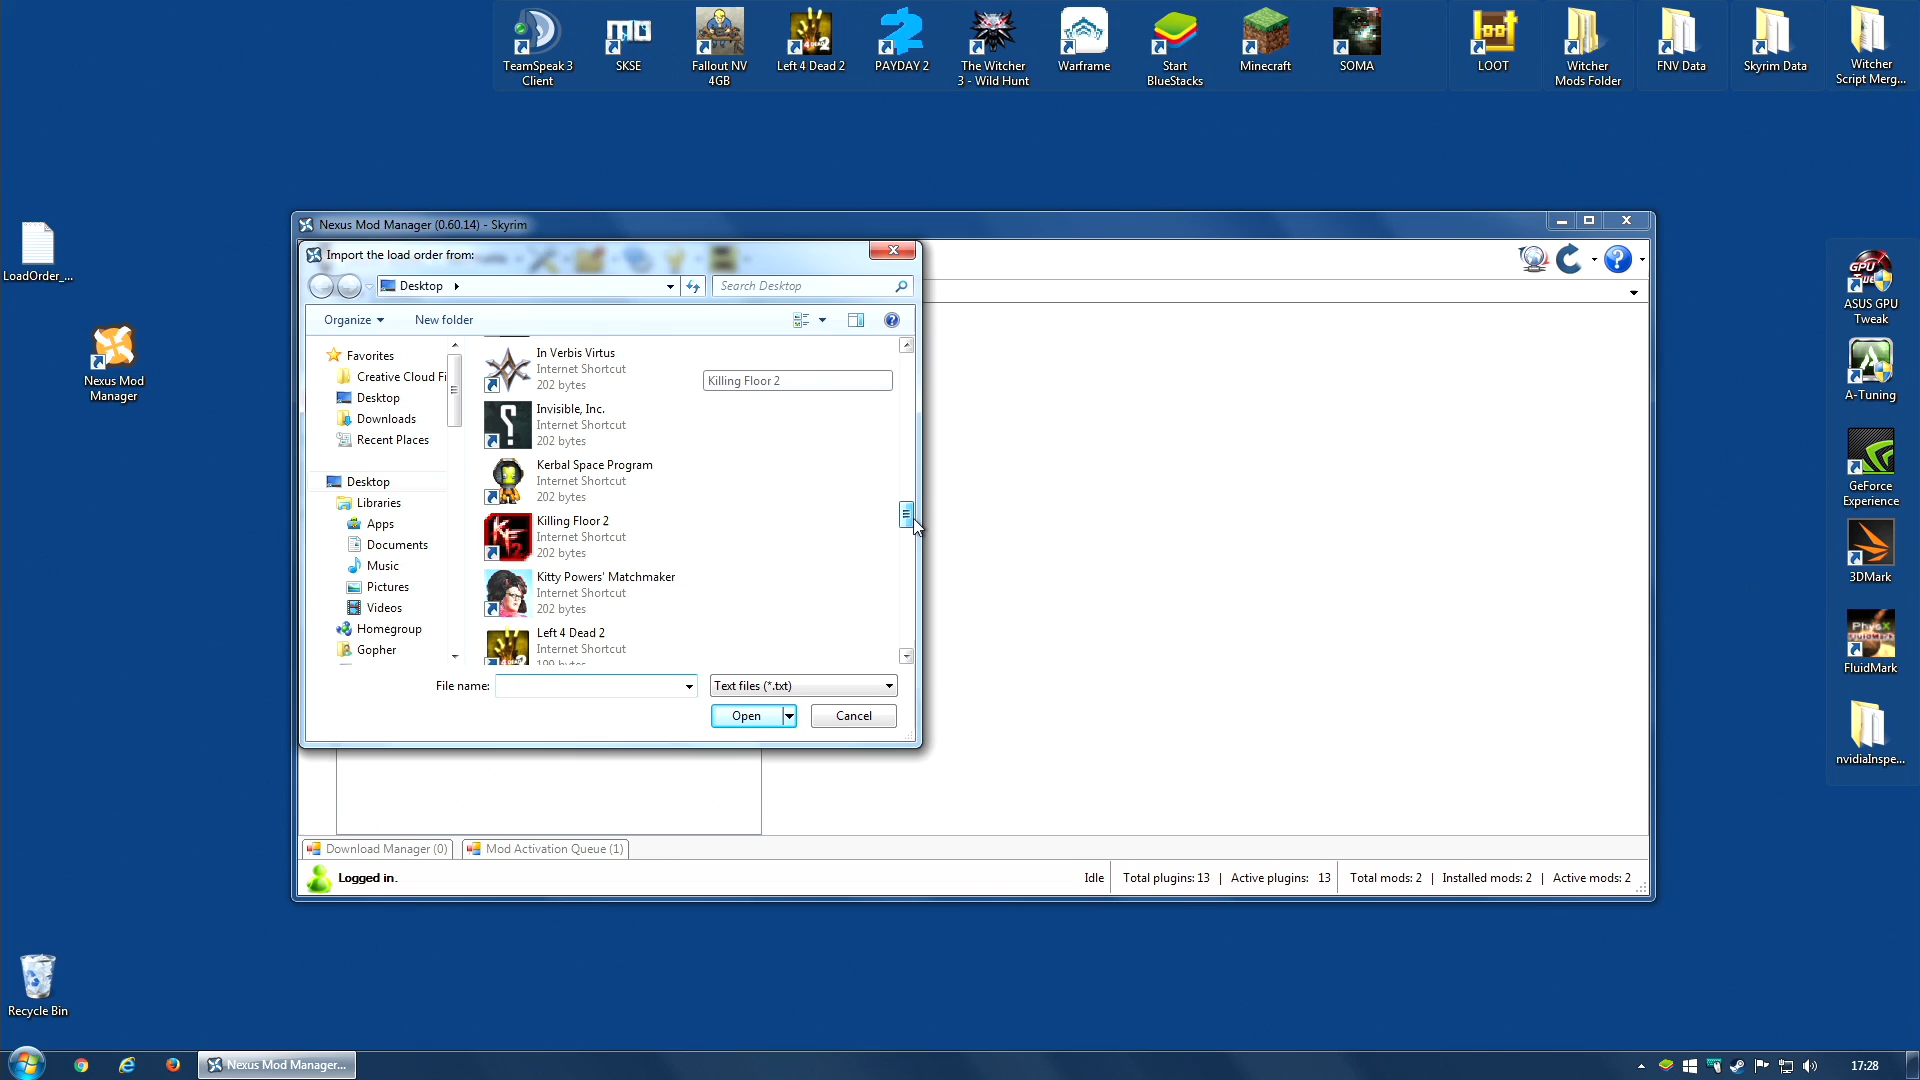 TeamSpeak 3
Client
SKSE
Fallout NV
4GB
Left 4 Dead 2
PAYDAY 2
The Witcher
3 - Wild Hunt
Warframe
Start
BlueStacks
Minecraft
SOMA
LOOT
Witcher
Mods Folder
FNV Data
Skyrim Data
Witcher
Script Merg...
LoadOrder_...
Nexus Mod
Manager
Recycle Bin
ASUS GPU
Tweak
A-Tuning
GeForce
Experience
3DMark
FluidMark
nvidiaInspe...
Nexus Mod Manager (0.60.14) - Skyrim
Import the load order from:
Desktop
Search Desktop
Organize
New folder
Favorites
Creative Cloud Fi
Desktop
Downloads
Recent Places
Desktop
Libraries
Apps
Documents
Music
Pictures
Videos
Homegroup
Gopher
In Verbis Virtus
Internet Shortcut
202 bytes
Killing Floor 2
Invisible, Inc.
Internet Shortcut
202 bytes
Kerbal Space Program
Internet Shortcut
202 bytes
Killing Floor 2
Internet Shortcut
202 bytes
Kitty Powers' Matchmaker
Internet Shortcut
202 bytes
Left 4 Dead 2
Internet Shortcut
199 bytes
File name:
Text files (*.txt)
Open
Cancel
Download Manager (0)
Mod Activation Queue (1)
Logged in.
Idle
Total plugins: 13 | Active plugins: 13
Total mods: 2 | Installed mods: 2 | Active mods: 2
Nexus Mod Manager...
17:28